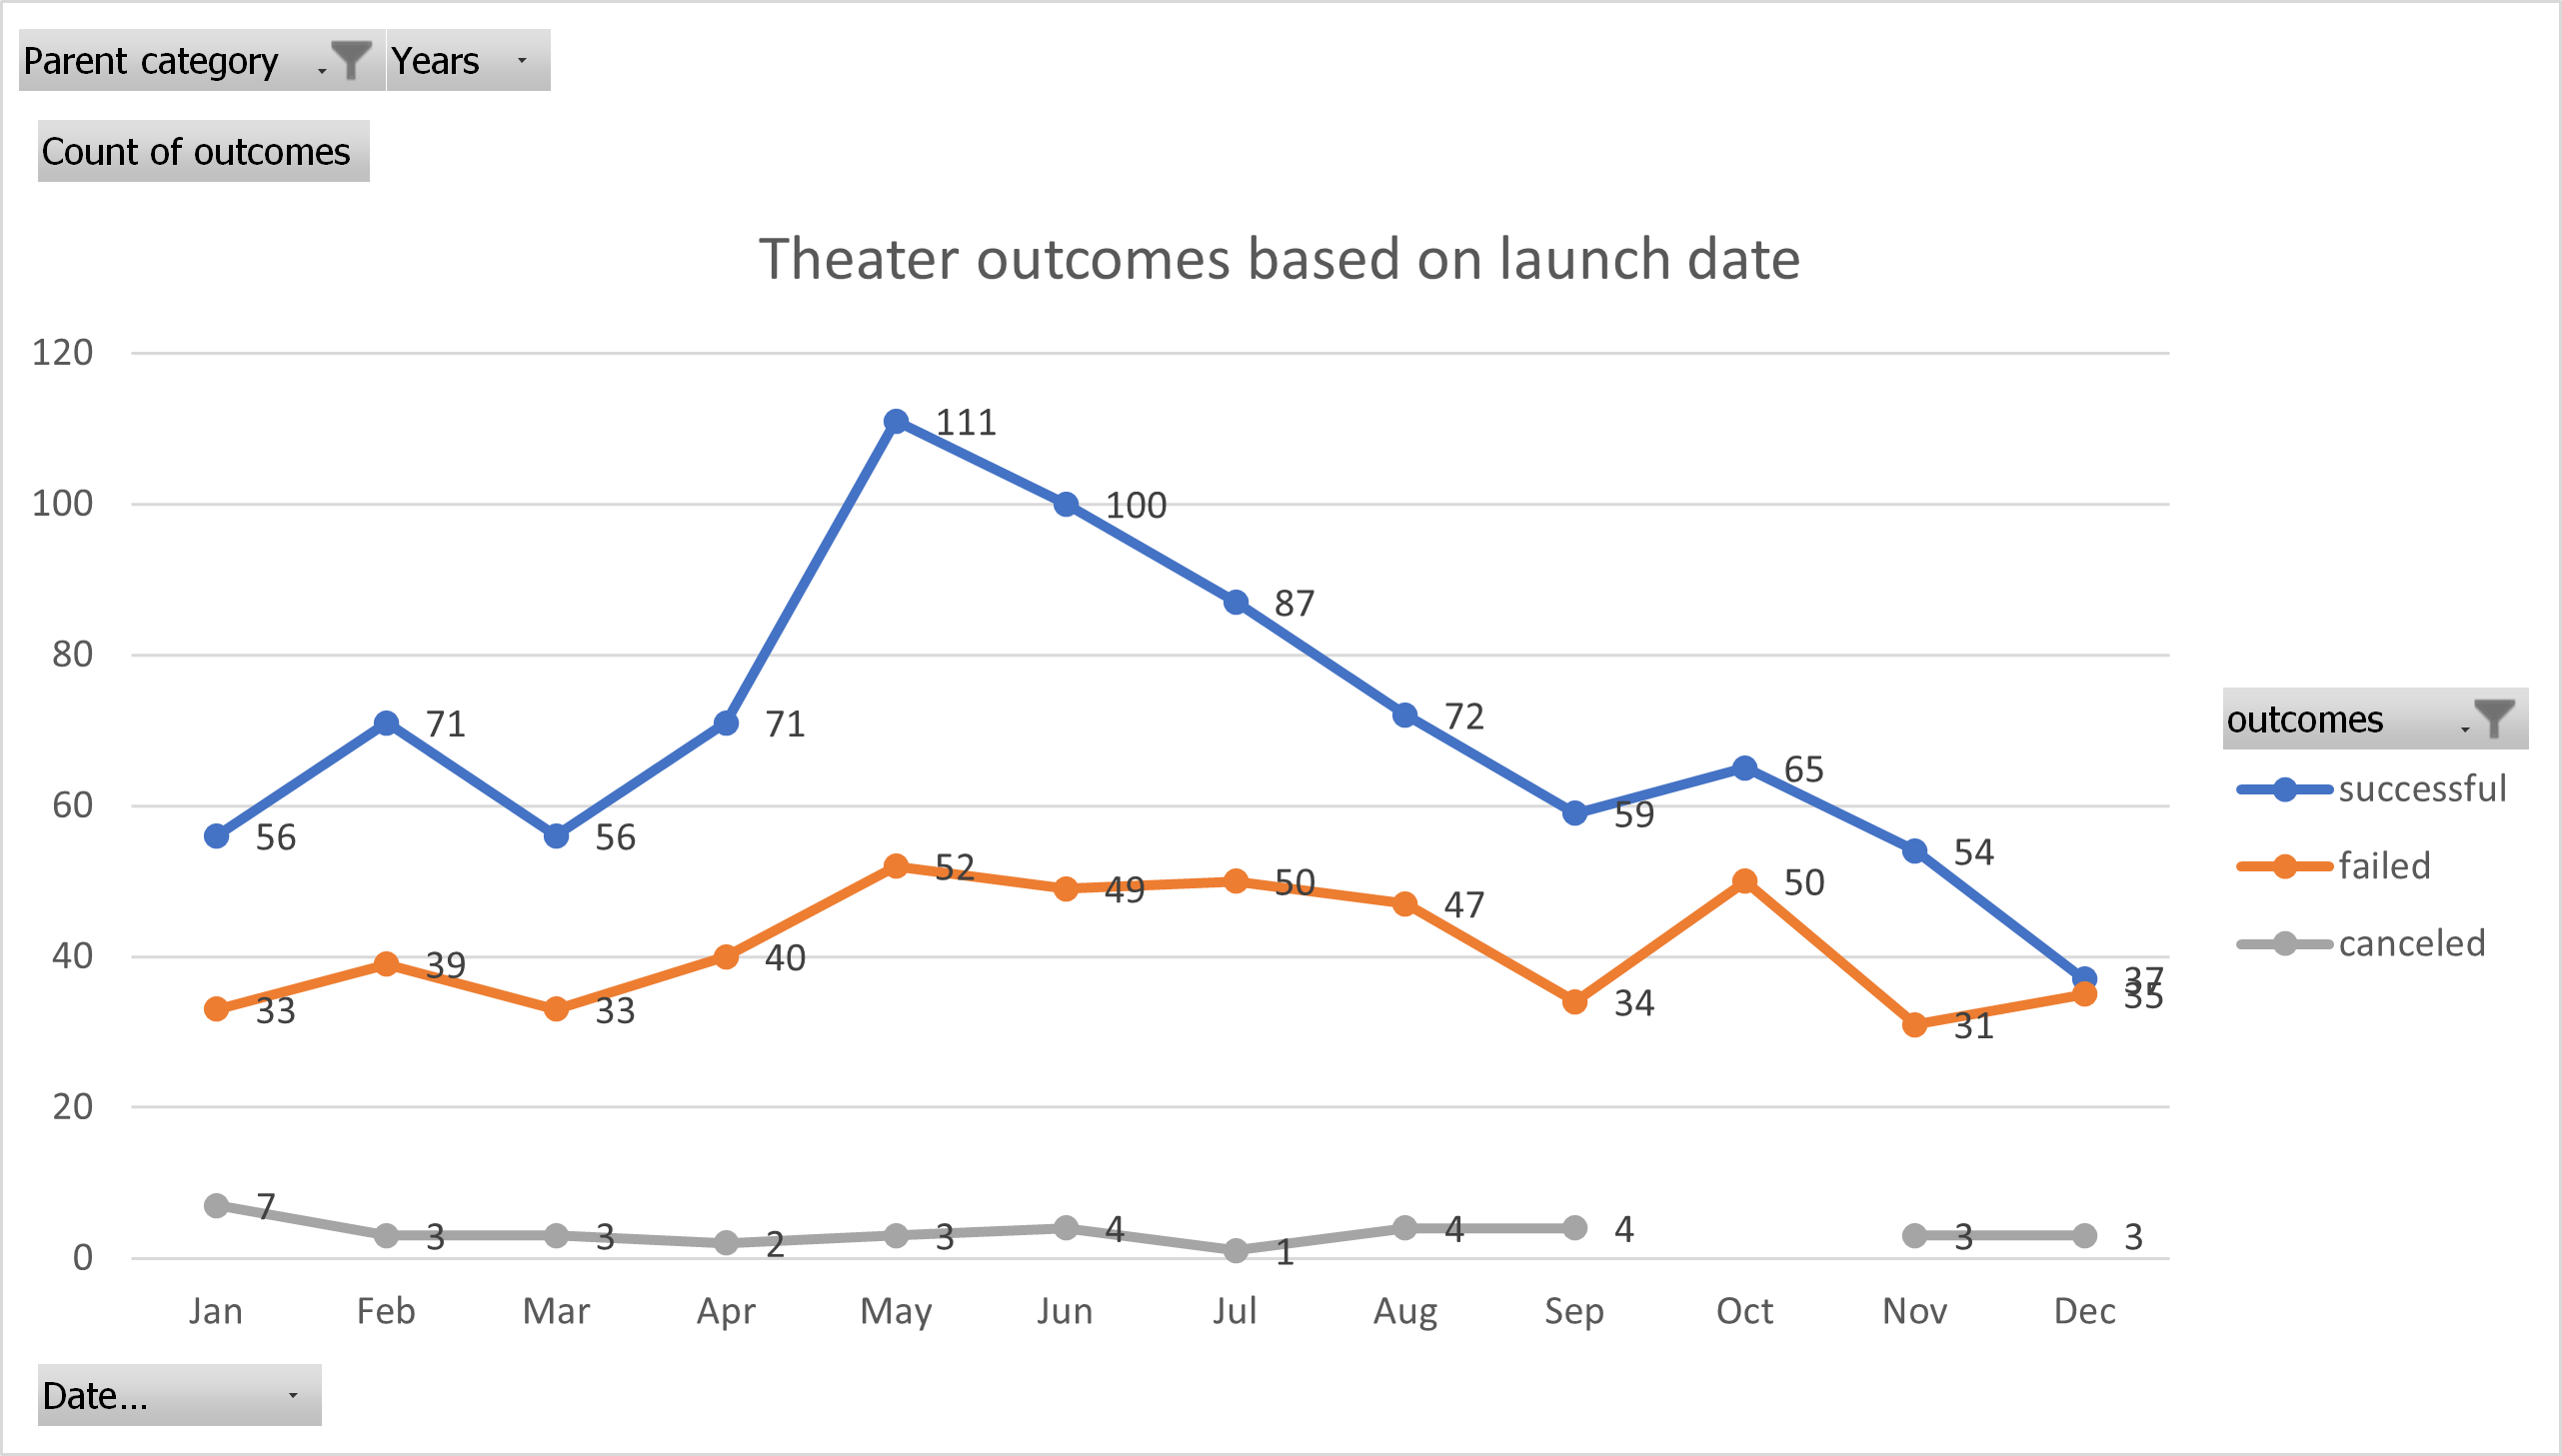 Parent category Years
Count of outcomes
Theater outcomes based on launch date
120
100
80
60
40
20
0
56 71 56 71 111 100 87 72 59 65 54 37
33 39 33 40 52 49 50 47 34 50 31 35
7 3 3 2 3 4 1 4 4 3 3
Jan Feb Mar Apr May Jun Jul Aug Sep Oct Nov Dec
outcomes
successful
failed
canceled
Date...